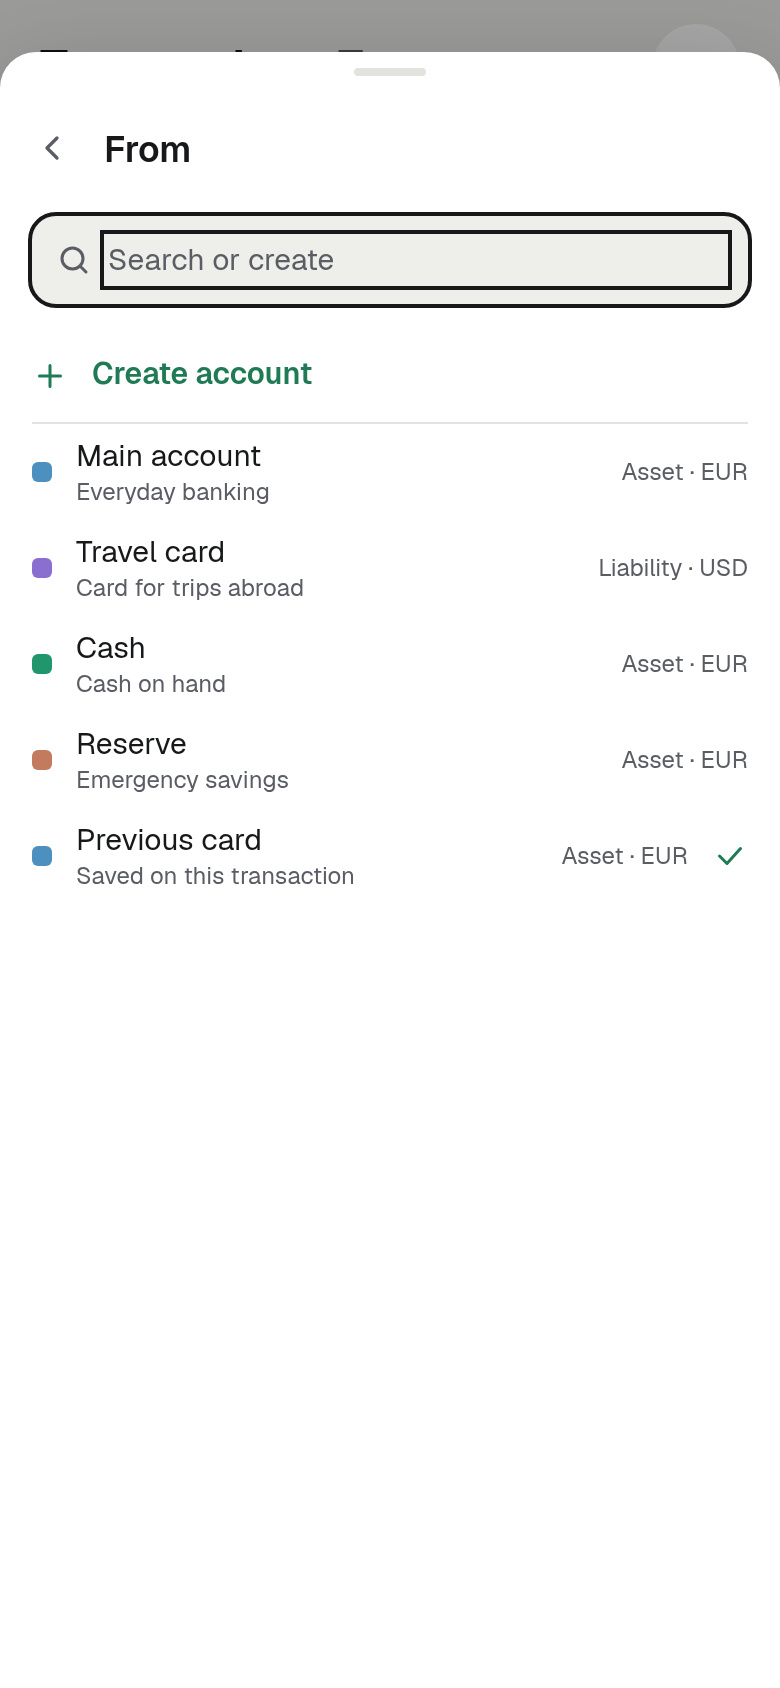 From
Search or create
Create account
Main account
Everyday banking
Asset · EUR
Travel card
Card for trips abroad
Liability · USD
Cash
Cash on hand
Asset · EUR
Reserve
Emergency savings
Asset · EUR
Previous card
Saved on this transaction
Asset · EUR